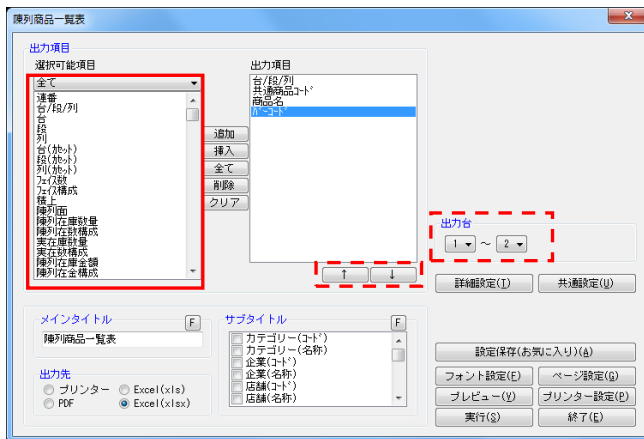 陳列商品一覧表
出力項目
選択可能項目
全て
連番
台/段/列
台
段
列
台(ｶｾｯﾄ)
段(ｶｾｯﾄ)
列(ｶｾｯﾄ)
ﾌｪｲｽ数
ﾌｪｲｽ構成
積上
陳列面
陳列在庫数量
陳列在数構成
実在庫数量
実在数構成
陳列在庫金額
陳列在金構成
追加
挿入
全て
削除
クリア
出力項目
台/段/列
共通商品ｺｰﾄﾞ
商品名
ﾊﾞｰｺｰﾄﾞ
↑ ↓
出力台
1 ～ 2
詳細設定(T) 共通設定(U)
メインタイトル F
陳列商品一覧表
出力先
プリンター Excel(xls)
PDF Excel(xlsx)
サブタイトル F
カテゴリー(ｺｰﾄﾞ)
カテゴリー(名称)
企業(ｺｰﾄﾞ)
企業(名称)
店舗(ｺｰﾄﾞ)
店舗(名称)
設定保存(お気に入り)(A)
フォント設定(F) ページ設定(G)
プレビュー(V) プリンター設定(P)
実行(S) 終了(E)